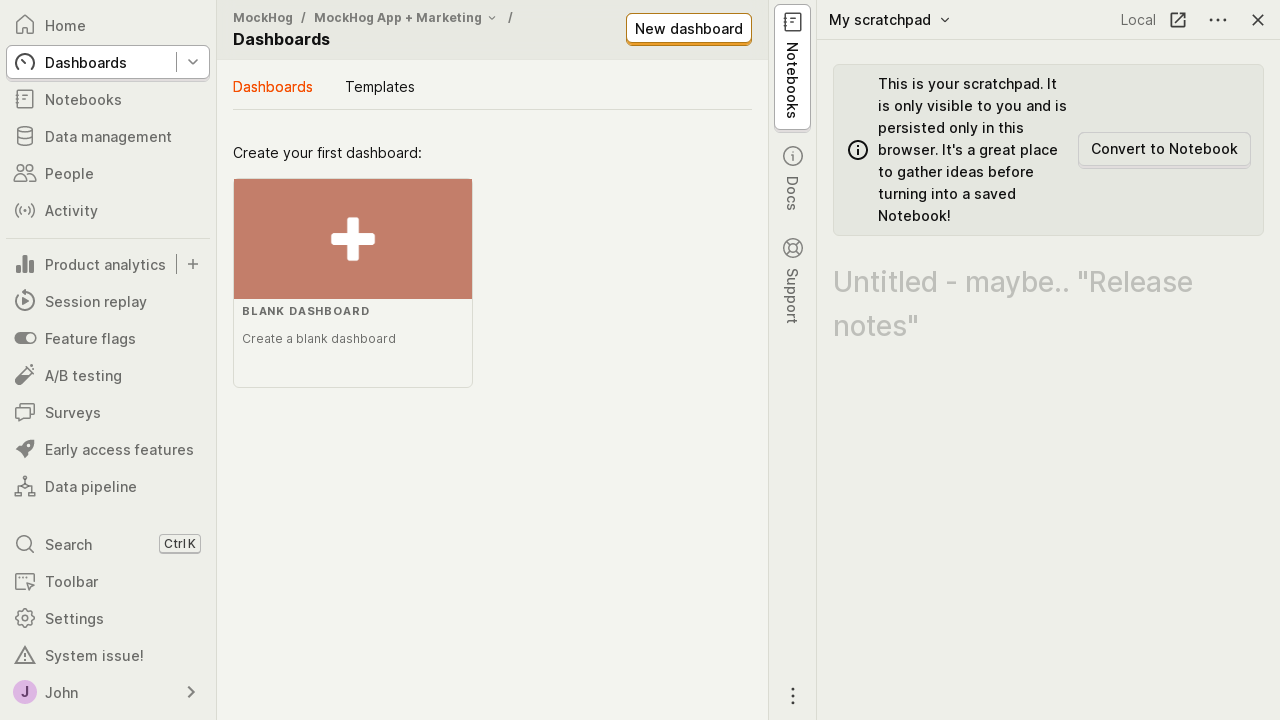 Home
Dashboards
Notebooks
Data management
People
Activity
Product analytics
Session replay
Feature flags
A/B testing
Surveys
Early access features
Data pipeline
Search
Ctrl K
Toolbar
Settings
System issue!
J
John
MockHog / MockHog App + Marketing /
Dashboards
New dashboard
Dashboards
Templates
Create your first dashboard:
BLANK DASHBOARD
Create a blank dashboard
Notebooks
Docs
Support
My scratchpad
Local
This is your scratchpad. It
is only visible to you and is
persisted only in this
browser. It's a great place
to gather ideas before
turning into a saved
Notebook!
Convert to Notebook
Untitled - maybe.. "Release
notes"